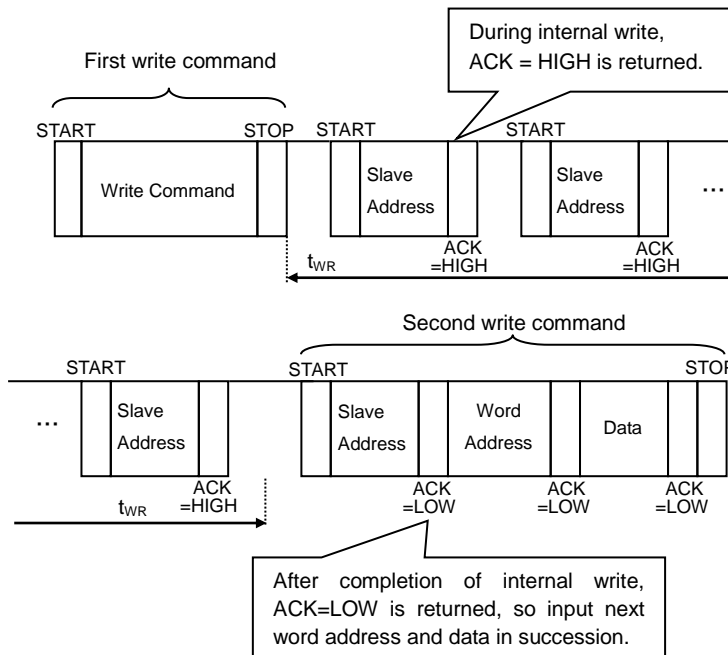 During internal write,
ACK = HIGH is returned.
First write command
START STOP START START
Write Command
Slave
Address
Slave
Address
...
ACK
=HIGH
ACK
=HIGH
tWR
Second write command
START START STOP
...
Slave
Address
Slave
Address
Word
Address
Data
ACK
=HIGH
ACK
=LOW
ACK
=LOW
ACK
=LOW
tWR
After completion of internal write,
ACK=LOW is returned, so input next
word address and data in succession.